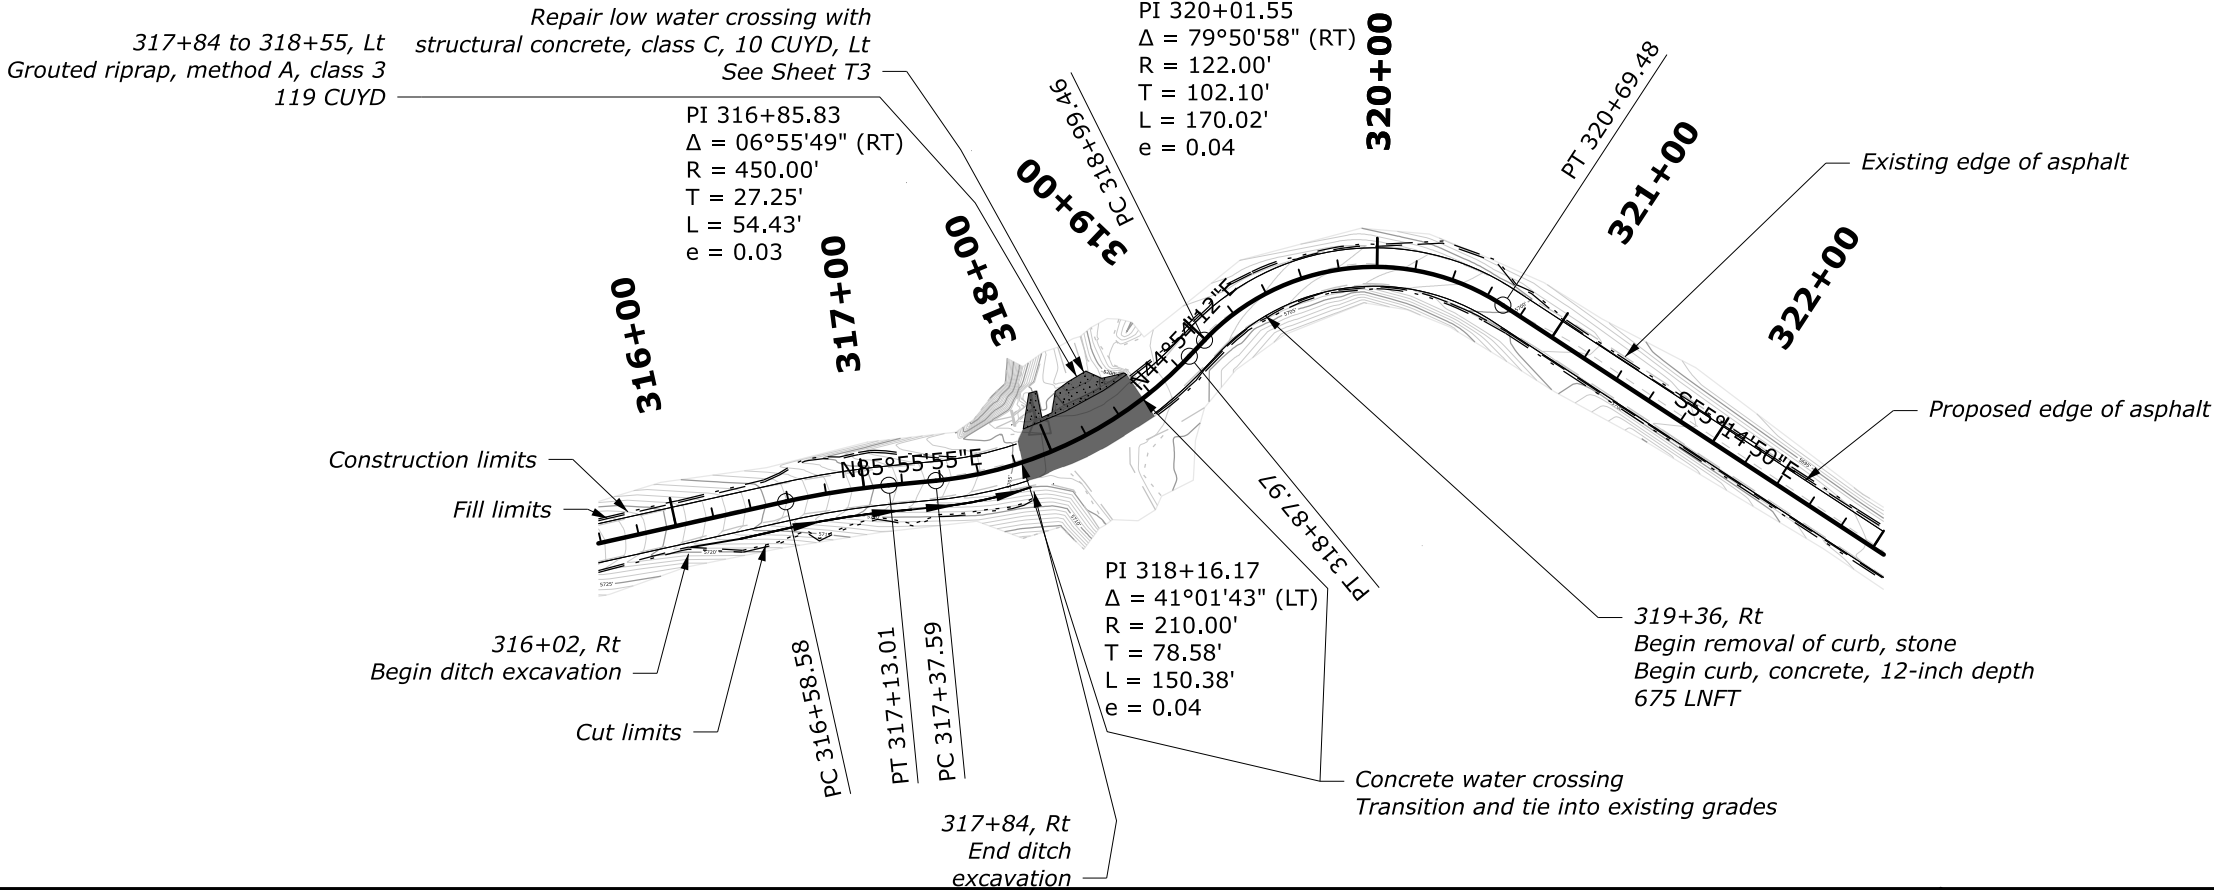 317+84 to 318+55, Lt
Grouted riprap, method A, class 3
119 CUYD
Repair low water crossing with
structural concrete, class C, 10 CUYD, Lt
See Sheet T3
PI 316+85.83
Δ = 06°55'49" (RT)
R = 450.00'
T = 27.25'
L = 54.43'
e = 0.03
PI 320+01.55
Δ = 79°50'58" (RT)
R = 122.00'
T = 102.10'
L = 170.02'
e = 0.04
316+00
317+00
318+00
319+00
320+00
321+00
322+00
PC 318+99.46
PT 320+69.48
Existing edge of asphalt
Proposed edge of asphalt
N85°55'55"E
N44°54'12"E
S55°14'50"E
Construction limits
Fill limits
316+02, Rt
Begin ditch excavation
Cut limits
PC 316+58.58
PT 317+13.01
PC 317+37.59
PT 318+87.97
PI 318+16.17
Δ = 41°01'43" (LT)
R = 210.00'
T = 78.58'
L = 150.38'
e = 0.04
317+84, Rt
End ditch
excavation
Concrete water crossing
Transition and tie into existing grades
319+36, Rt
Begin removal of curb, stone
Begin curb, concrete, 12-inch depth
675 LNFT
5725'
5720'